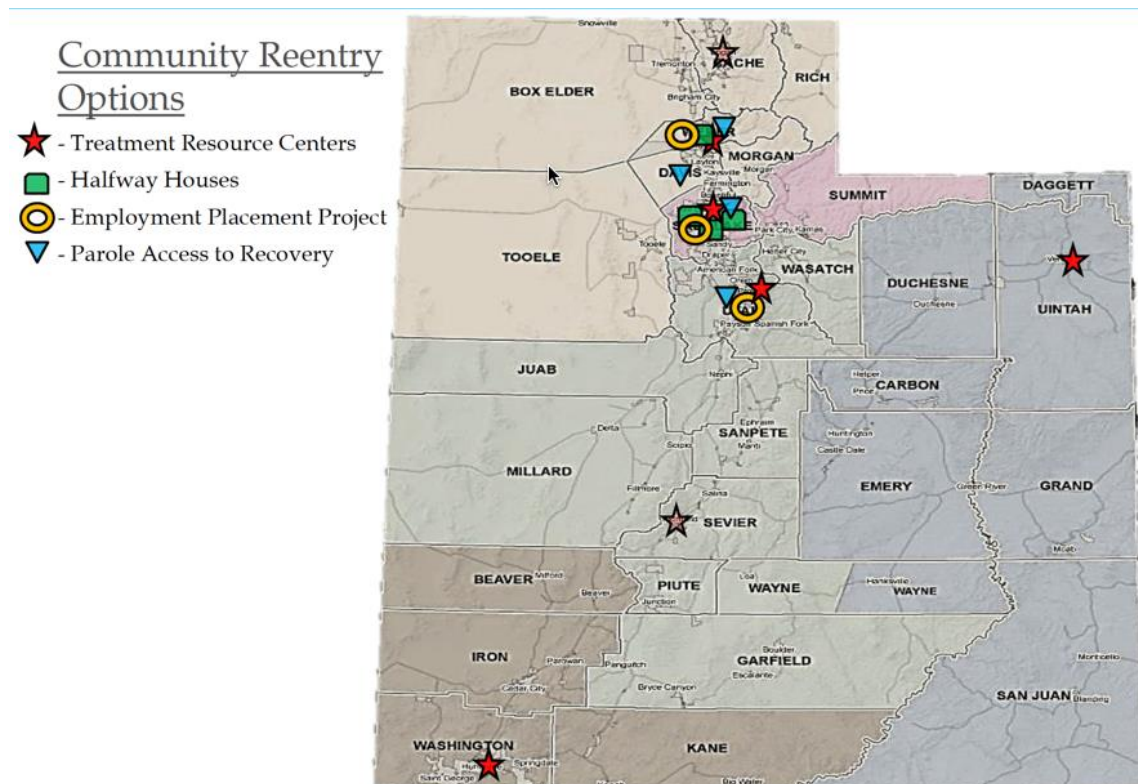 Community Reentry
Options
- Treatment Resource Centers
- Halfway Houses
- Employment Placement Project
- Parole Access to Recovery
Snowville
Tremonton
RICH
BOX ELDER
Brigham City
MORGAN
Layton
Kaysville
Morgan
Farmington
SUMMIT
DAGGETT
Tooele
Park City
Kamas
Sandy
Draper
Heber City
TOOELE
American Fork
WASATCH
DUCHESNE
Duchesne
UINTAH
Payson
Spanish Fork
JUAB
Nephi
Helper
Price
CARBON
Ephraim
Delta
SANPETE
Manti
Huntington
Scipio
Castle Dale
MILLARD
EMERY
Green River
GRAND
Fillmore
Salina
SEVIER
Moab
BEAVER
Milford
Beaver
PIUTE
Junction
Loa
WAYNE
Hanksville
WAYNE
IRON
Parowan
Panguitch
Boulder
GARFIELD
Escalante
Monticello
Cedar City
Bryce Canyon
SAN JUAN
Blanding
WASHINGTON
Springdale
KANE
Saint George
Big Water